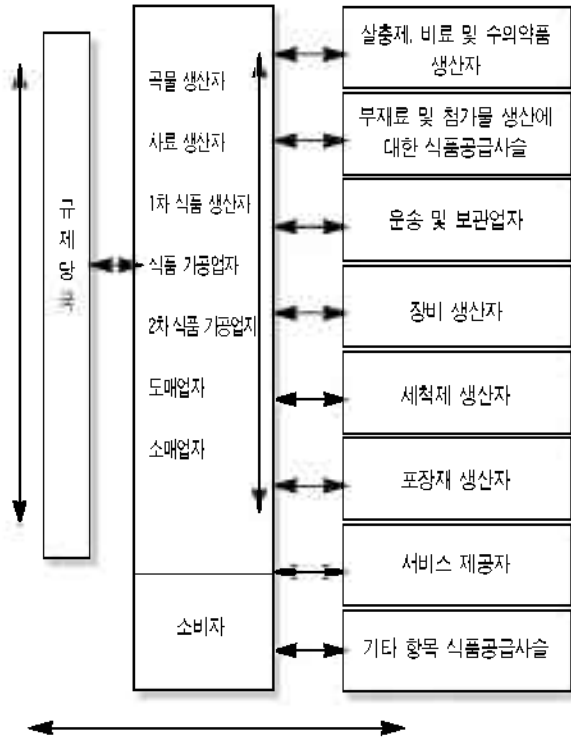 규
제
당
국
곡물 생산자
사료 생산자
1차 식품 생산자
식품 가공업자
2차 식품 가공업자
도매업자
소매업자
소비자
살충제, 비료 및 수의약품
생산자
부재료 및 첨가물 생산에
대한 식품공급사슬
운송 및 보관업자
장비 생산자
세척제 생산자
포장재 생산자
서비스 제공자
기타 항목 식품공급사슬